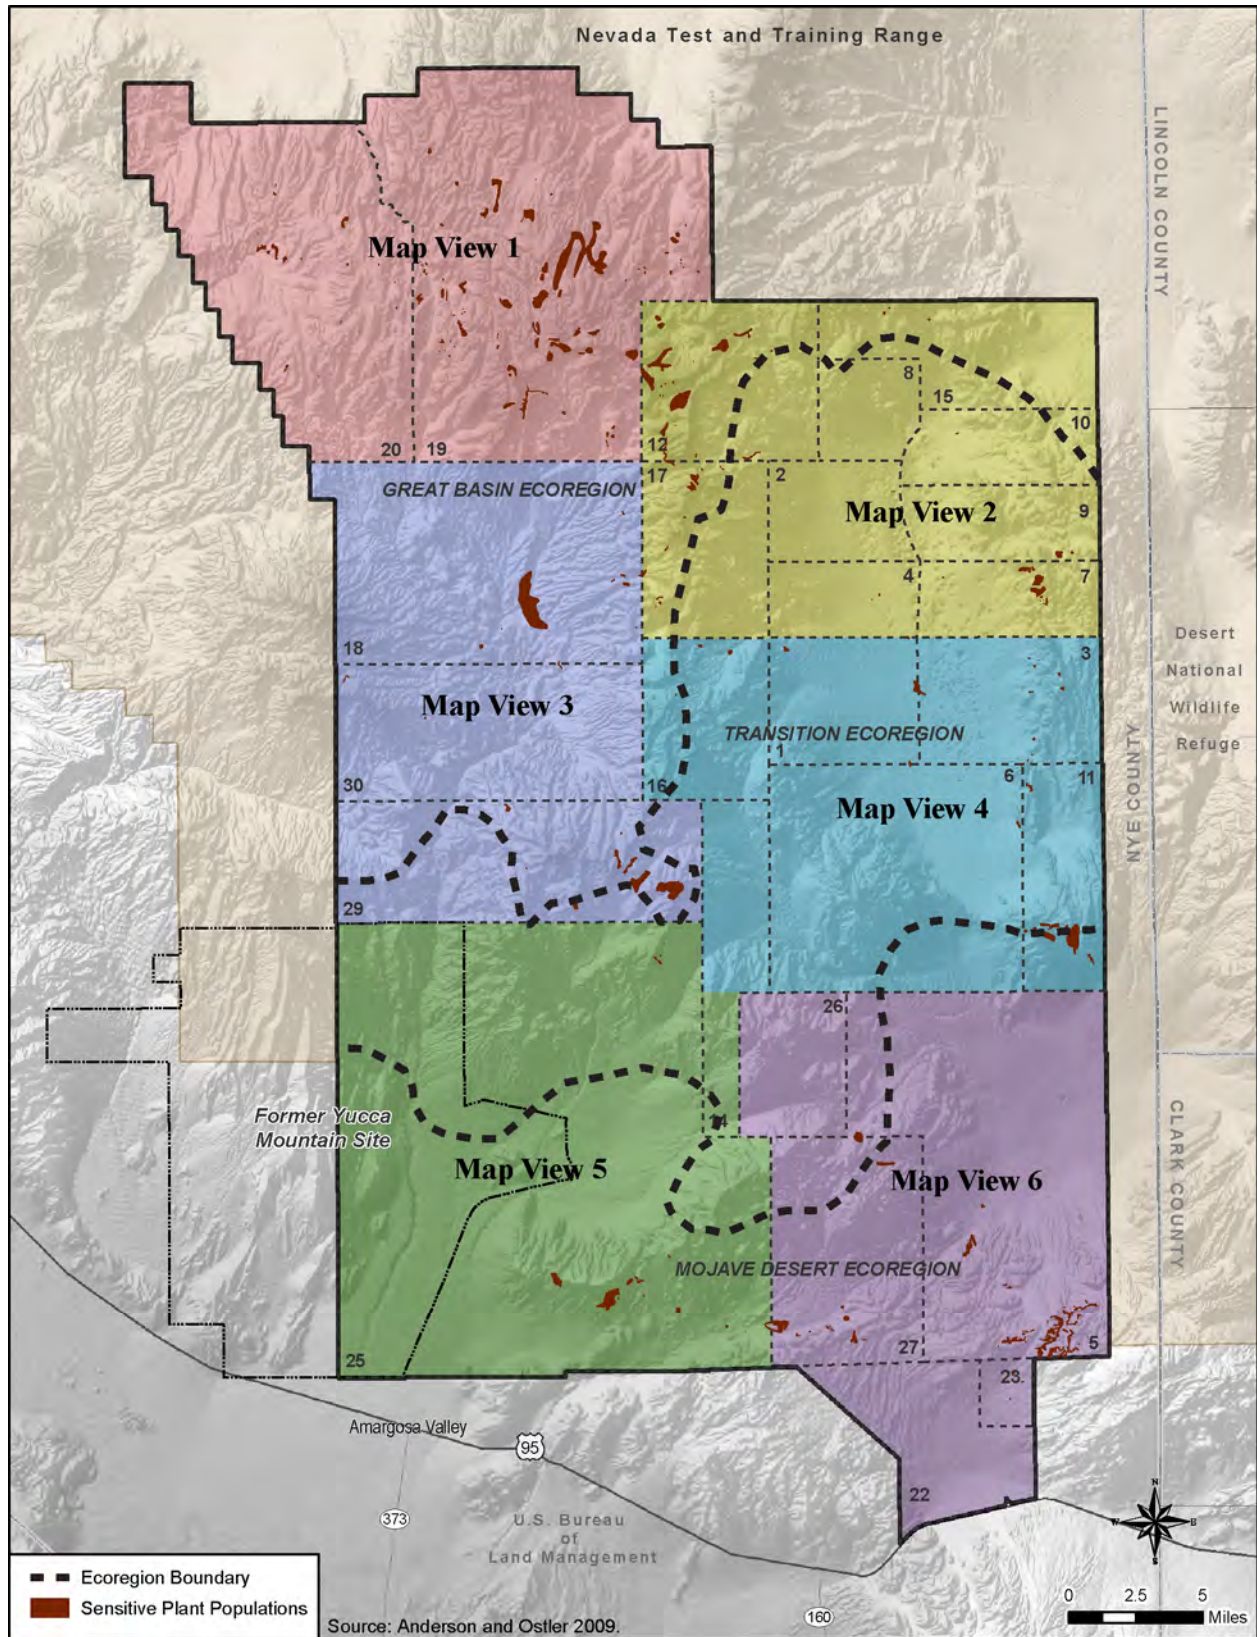 Nevada Test and Training Range
LINCOLN COUNTY
Map View 1
8
15
10
20
19
12
17
2
GREAT BASIN ECOREGION
Map View 2
9
4
7
18
3
Desert
National
Wildlife
Refuge
Map View 3
TRANSITION ECOREGION
1
NYE COUNTY
30
16
6
11
Map View 4
29
26
Former Yucca
Mountain Site
CLARK COUNTY
Map View 5
Map View 6
MOJAVE DESERT ECOREGION
25
27
5
23
Amargosa Valley
95
22
373
U.S. Bureau
of
Land Management
N
W
E
S
Ecoregion Boundary
Sensitive Plant Populations
Source: Anderson and Ostler 2009.
160
0 2.5 5
Miles